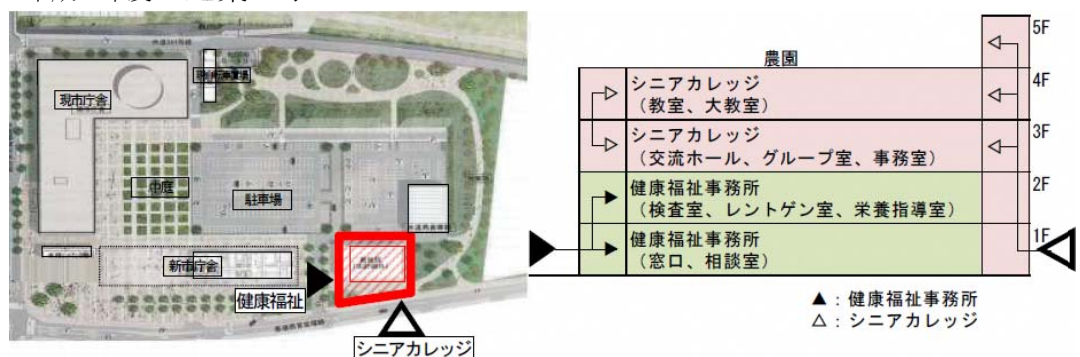 現市庁舎
中庭
駐車場
新市庁舎
健康福祉
シニアカレッジ
農園
5F
シニアカレッジ
（教室、大教室）
4F
シニアカレッジ
（交流ホール、グループ室、事務室）
3F
健康福祉事務所
（検査室、レントゲン室、栄養指導室）
2F
健康福祉事務所
（窓口、相談室）
1F
▲：健康福祉事務所
△：シニアカレッジ